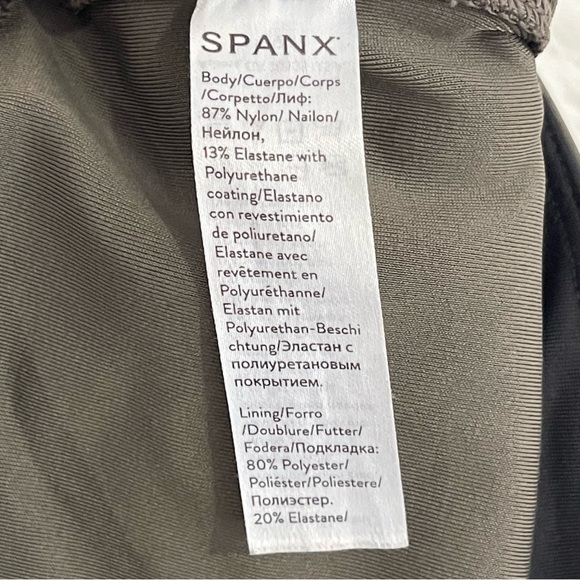 SPANX
Body/Cuerpo/Corps
/Corpetto/Лиф:
87% Nylon/ Nailon/
Нейлон,
13% Elastane with
Polyurethane
coating/Elastano
con revestimiento
de poliuretano/
Elastane avec
revêtement en
Polyuréthanne/
Elastan mit
Polyurethan-Beschi
chtung/Эластан с
полиуретановым
покрытием.
Lining/Forro
/Doublure/Futter/
Fodera/Подкладка:
80% Polyester/
Poliéster/Poliestere/
Полиэстер.
20% Elastane/